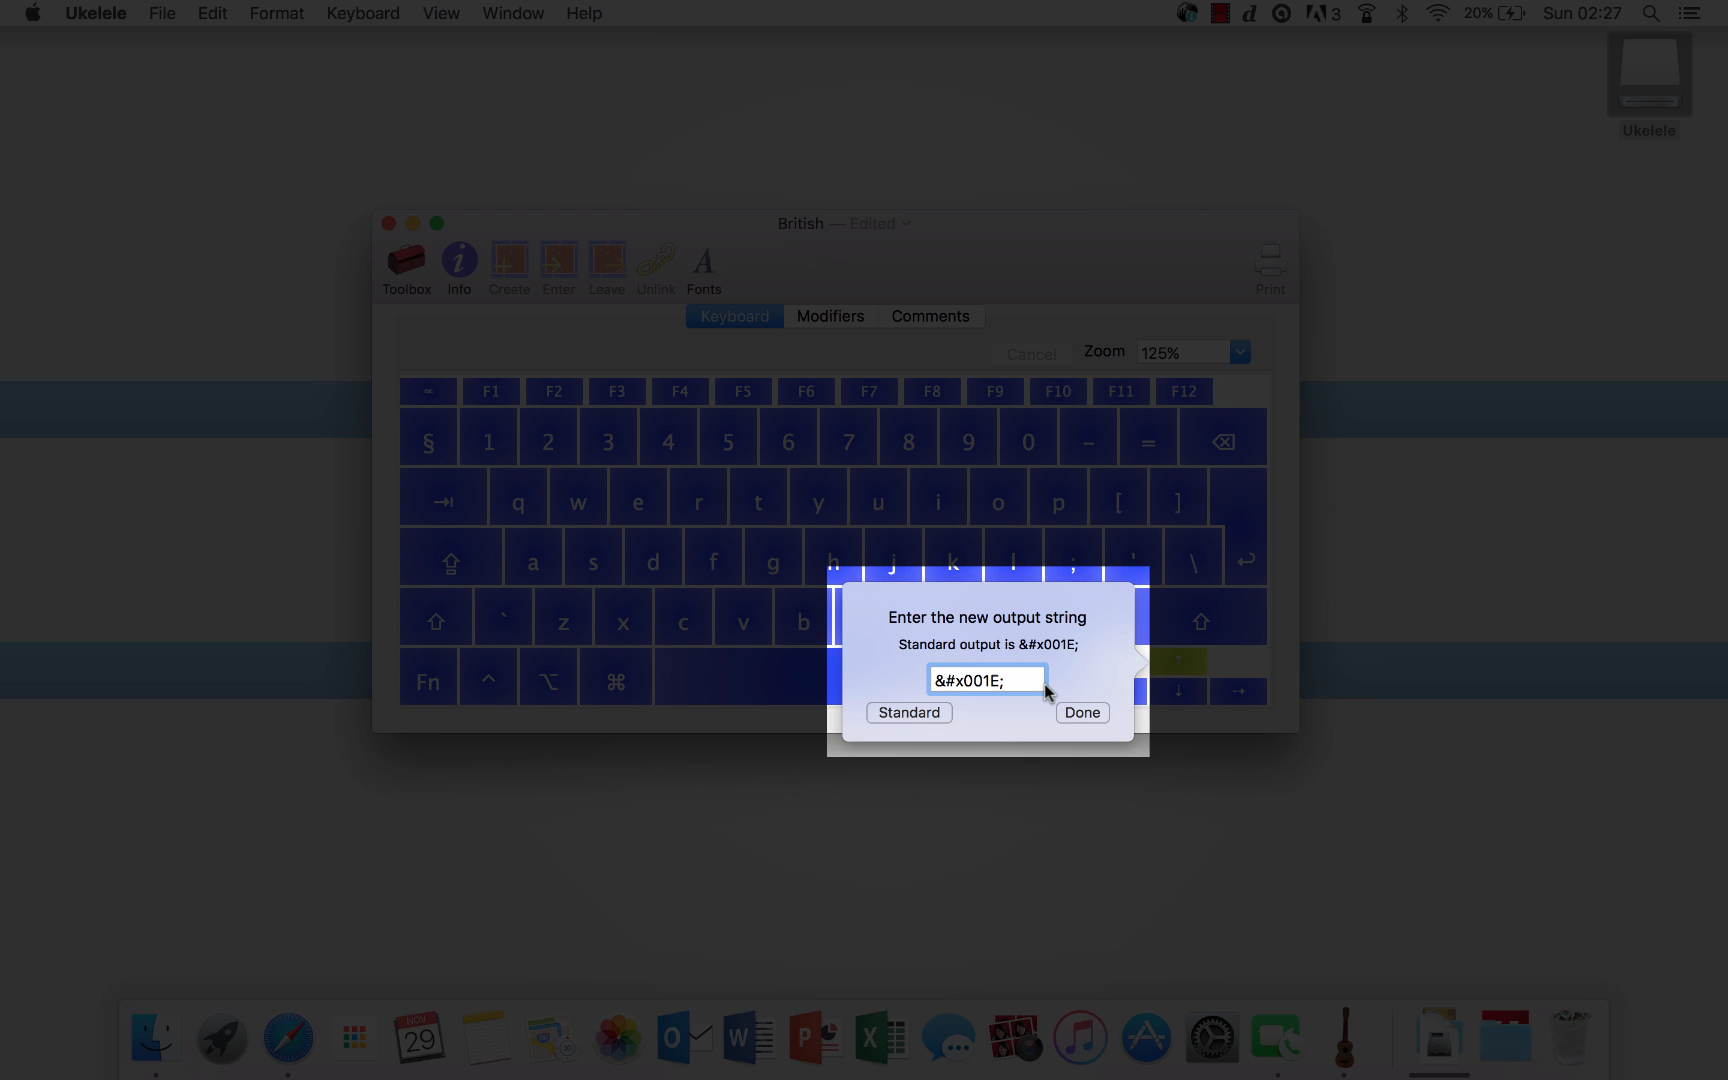 Ukelele File Edit Format Keyboard View Window Help
3 20% Sun 02:27
Ukelele
British — Edited
Toolbox Info Create Enter Leave Unlink Fonts Print
Keyboard Modifiers Comments
Cancel Zoom 125%
F1 F2 F3 F4 F5 F6 F7 F8 F9 F10 F11 F12
§ 1 2 3 4 5 6 7 8 9 0 - =
q w e r t y u i o p [ ]
a s d f g h j k l ; ' \
` z x c v b
Fn ^ ⌥ ⌘
Enter the new output string
Standard output is &#x001E;
&#x001E;
Standard Done
NOV
29